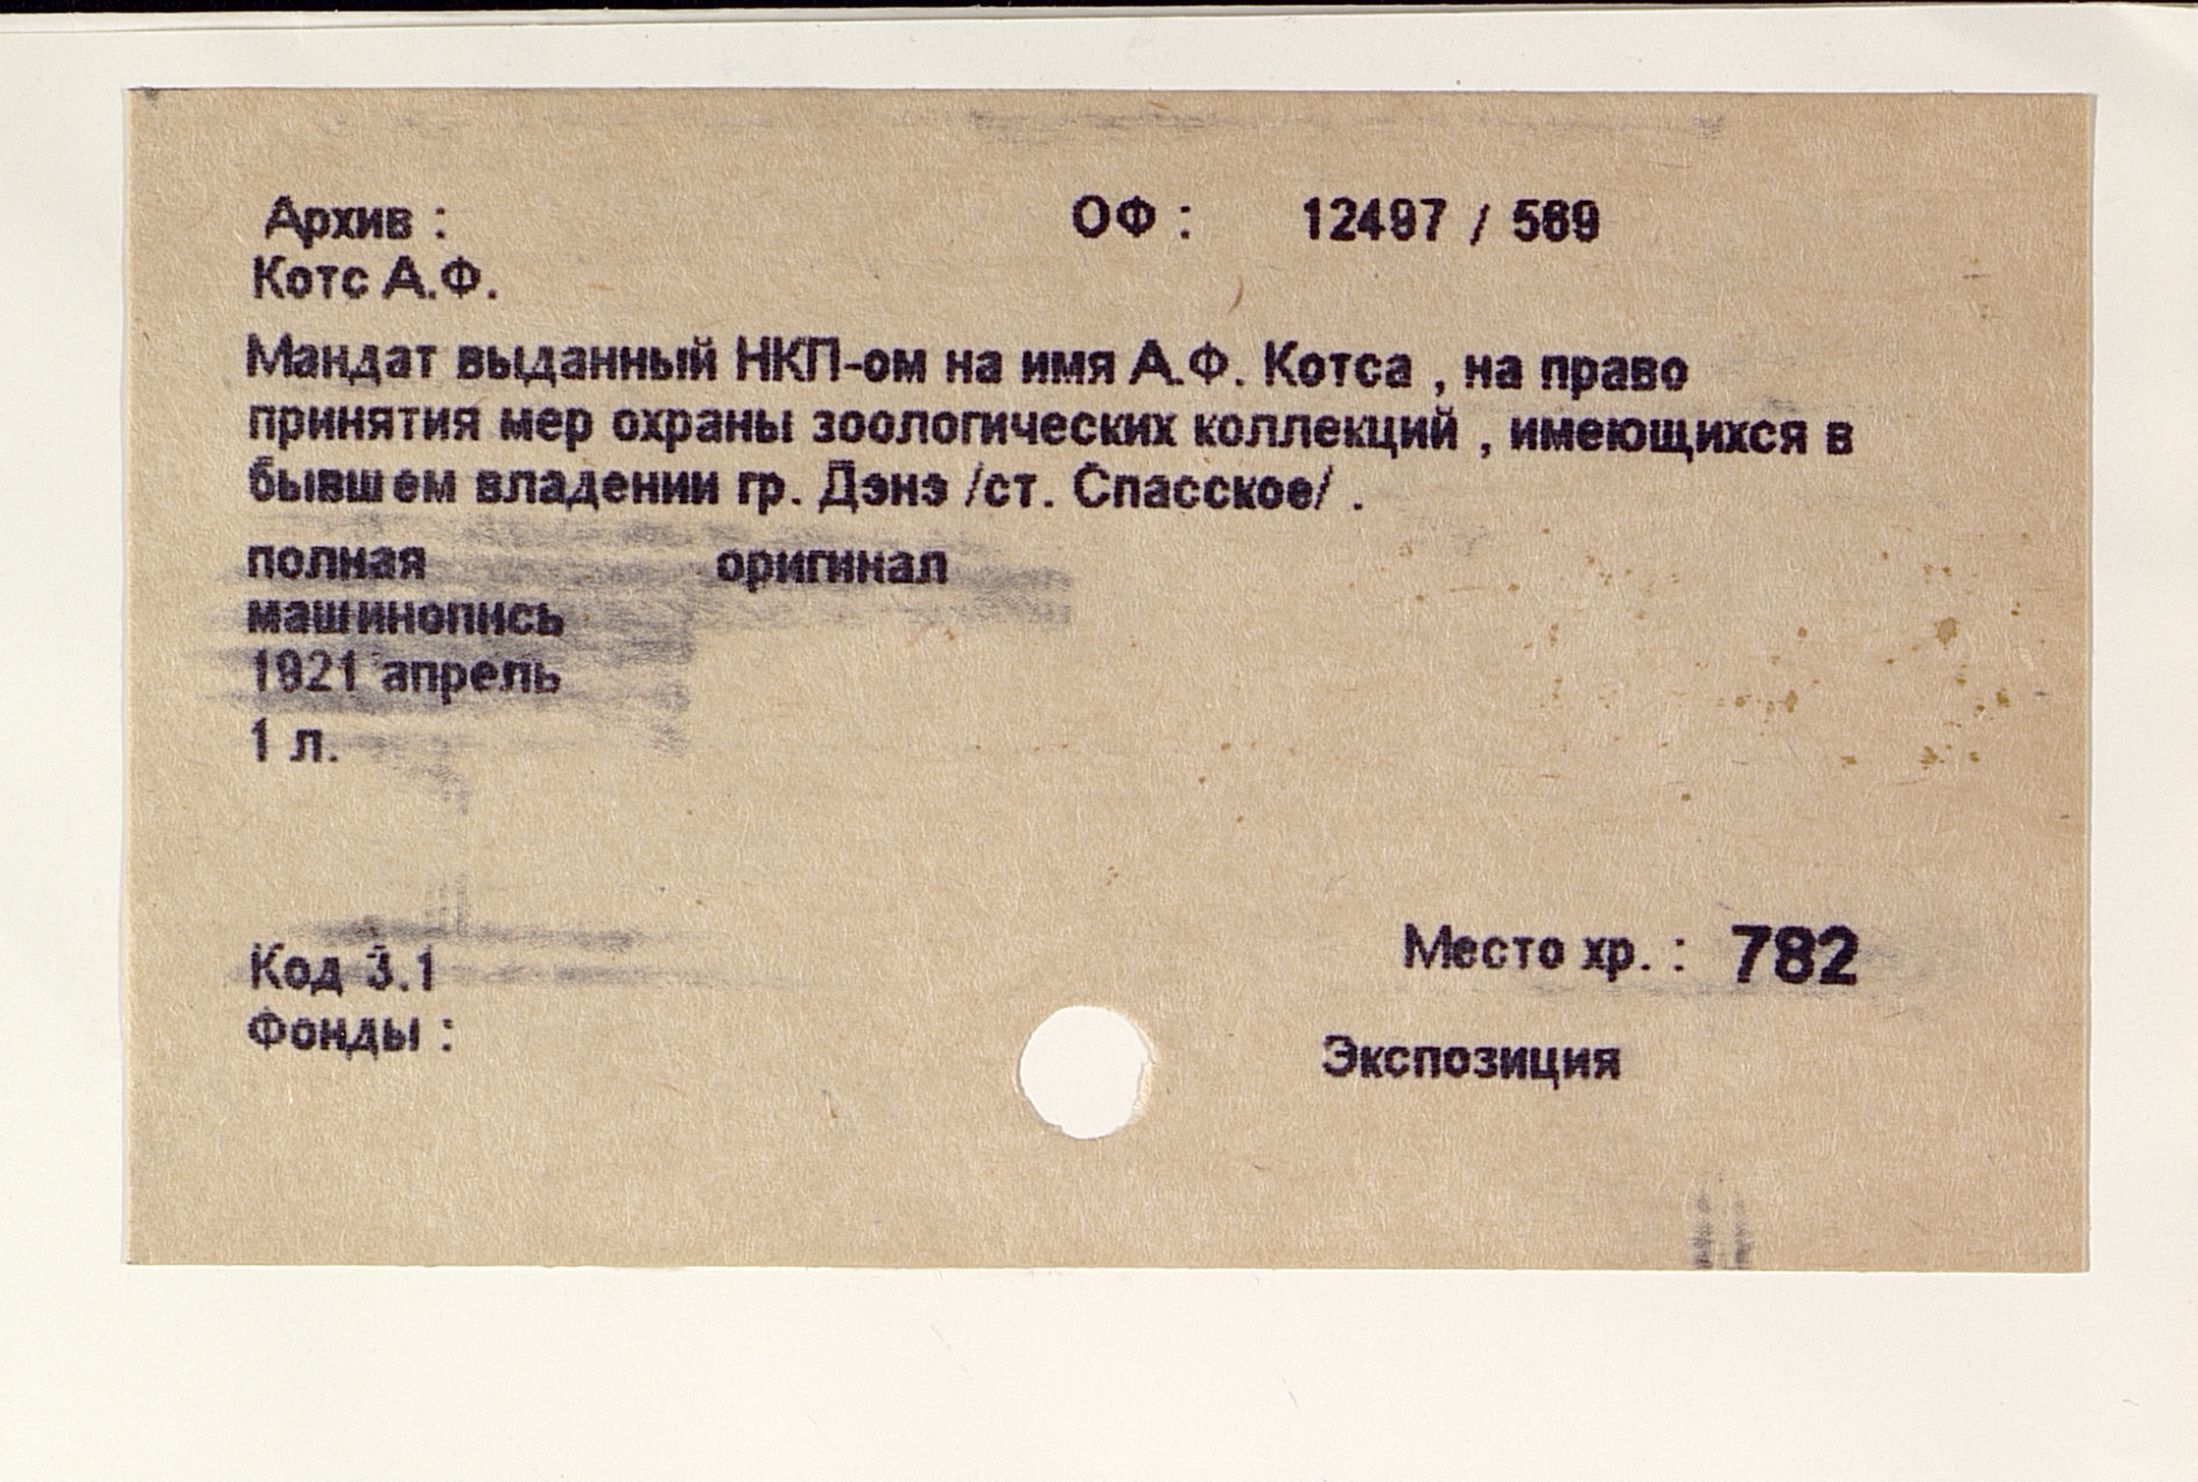 Архив : ОФ : 12497 / 569
Котс А.Ф.
Мандат выданный НКП-ом на имя А.Ф. Котса , на право
принятия мер охраны зоологических коллекций , имеющихся в
бывшем владении гр. Дэнэ /ст. Спасское/ .
полная оригинал
машинопись
1921 апрель
1 л.
Код 3.1 Место хр. : 782
Фонды : Экспозиция